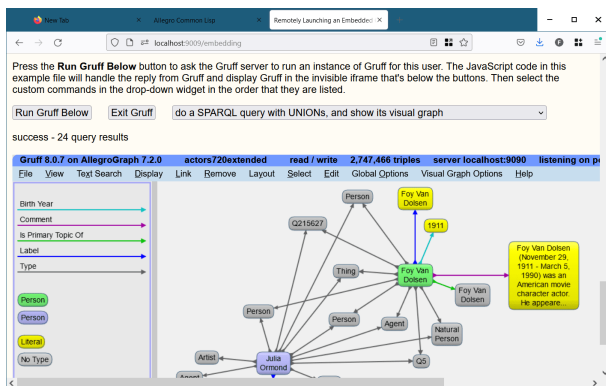 New Tab
Allegro Common Lisp
Remotely Launching an Embedded
localhost:9009/embedding
Press the Run Gruff Below button to ask the Gruff server to run an instance of Gruff for this user. The JavaScript code in this
example file will handle the reply from Gruff and display Gruff in the invisible iframe that's below the buttons. Then select the
custom commands in the drop-down widget in the order that they are listed.
Run Gruff Below Exit Gruff do a SPARQL query with UNIONs, and show its visual graph
success - 24 query results
Gruff 8.0.7 on AllegroGraph 7.2.0 actors720extended read / write 2,747,466 triples server localhost:9090 listening on
File View Text Search Display Link Remove Layout Select Edit Global Options Visual Graph Options Help
Birth Year
Comment
Is Primary Topic Of
Label
Type
Person
Person
Literal
No Type
Person
Foy Van
Dolsen
Q215627
1911
Thing
Foy Van
Dolsen
Foy Van Dolsen
(November 29,
1911 - March 5,
1990) was an
American movie
character actor.
He appeare...
Foy Van
Dolsen
Person
Person
Agent
Natural
Person
Artist
Julia
Ormond
Q5
Agent